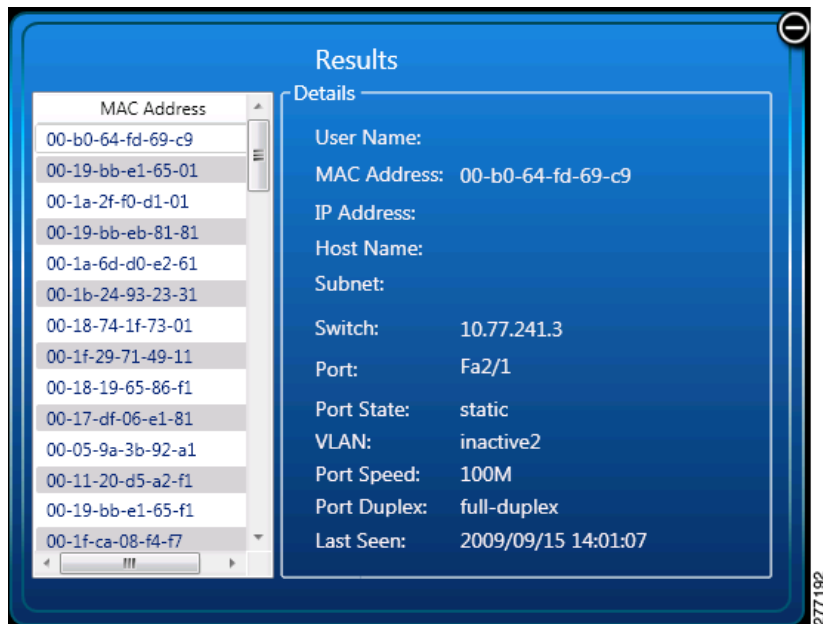 Results
MAC Address
00-b0-64-fd-69-c9
00-19-bb-e1-65-01
00-1a-2f-f0-d1-01
00-19-bb-eb-81-81
00-1a-6d-d0-e2-61
00-1b-24-93-23-31
00-18-74-1f-73-01
00-1f-29-71-49-11
00-18-19-65-86-f1
00-17-df-06-e1-81
00-05-9a-3b-92-a1
00-11-20-d5-a2-f1
00-19-bb-e1-65-f1
00-1f-ca-08-f4-f7
Details
User Name:
MAC Address: 00-b0-64-fd-69-c9
IP Address:
Host Name:
Subnet:
Switch: 10.77.241.3
Port: Fa2/1
Port State: static
VLAN: inactive2
Port Speed: 100M
Port Duplex: full-duplex
Last Seen: 2009/09/15 14:01:07
277192